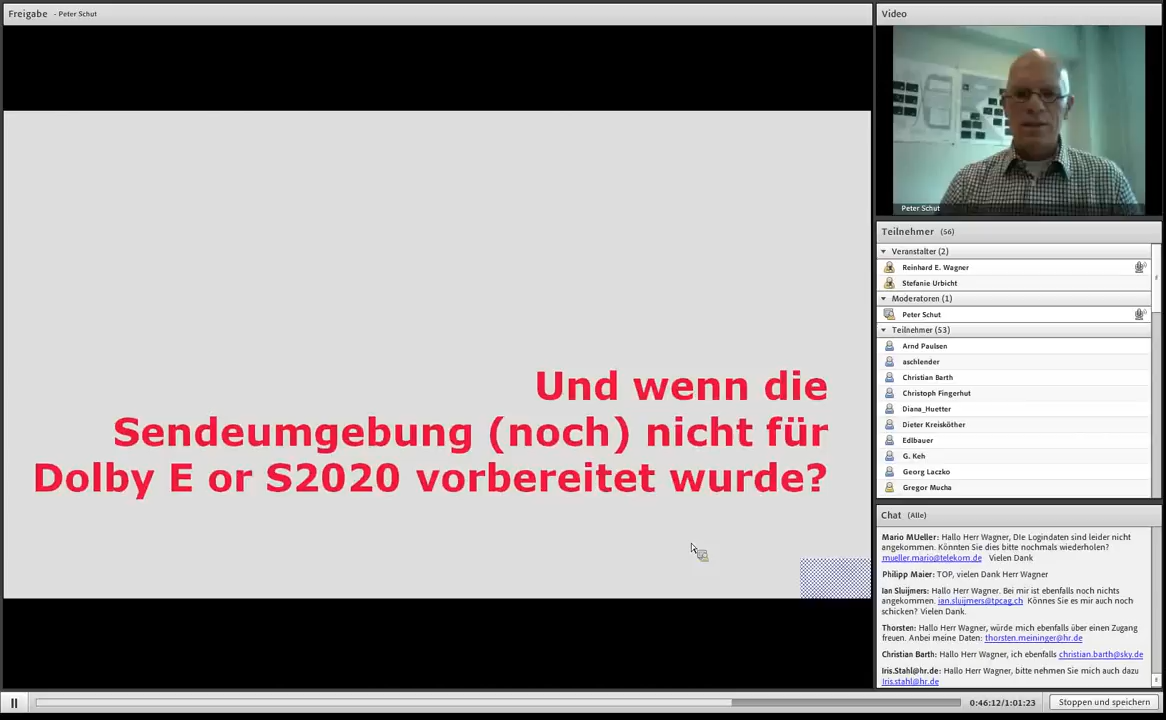 Freigabe - Peter Schut
Und wenn die
Sendeumgebung (noch) nicht für
Dolby E or S2020 vorbereitet wurde?
Video
Peter Schut
Teilnehmer (56)
Veranstalter (2)
Reinhard E. Wagner
Stefanie Urbicht
Moderatoren (1)
Peter Schut
Teilnehmer (53)
Arnd Paulsen
aschlender
Christian Barth
Christoph Fingerhut
Diana_Huetter
Dieter Kreisköther
Edlbauer
G. Keh
Georg Laczko
Gregor Mucha
Chat (Alle)
Mario MUeller: Hallo Herr Wagner, DIe Logindaten sind leider nicht
angekommen. Könnten Sie dies bitte nochmals wiederholen?
mueller.mario@telekom.de Vielen Dank
Philipp Maier: TOP, vielen Dank Herr Wagner
Ian Sluijmers: Hallo Herr Wagner. Bei mir ist ebenfalls noch nichts
angekommen. ian.sluijmers@tpcag.ch Könnes Sie es mir auch noch
schicken? Vielen Dank.
Thorsten: Hallo Herr Wagner, würde mich ebenfalls über einen Zugang
freuen. Anbei meine Daten: thorsten.meininger@hr.de
Christian Barth: Hallo Herr Wagner, ich ebenfalls christian.barth@sky.de
Iris.Stahl@hr.de: Hallo Herr Wagner, bitte nehmen Sie mich auch dazu
Iris.stahl@hr.de
0:46:12/1:01:23
Stoppen und speichern